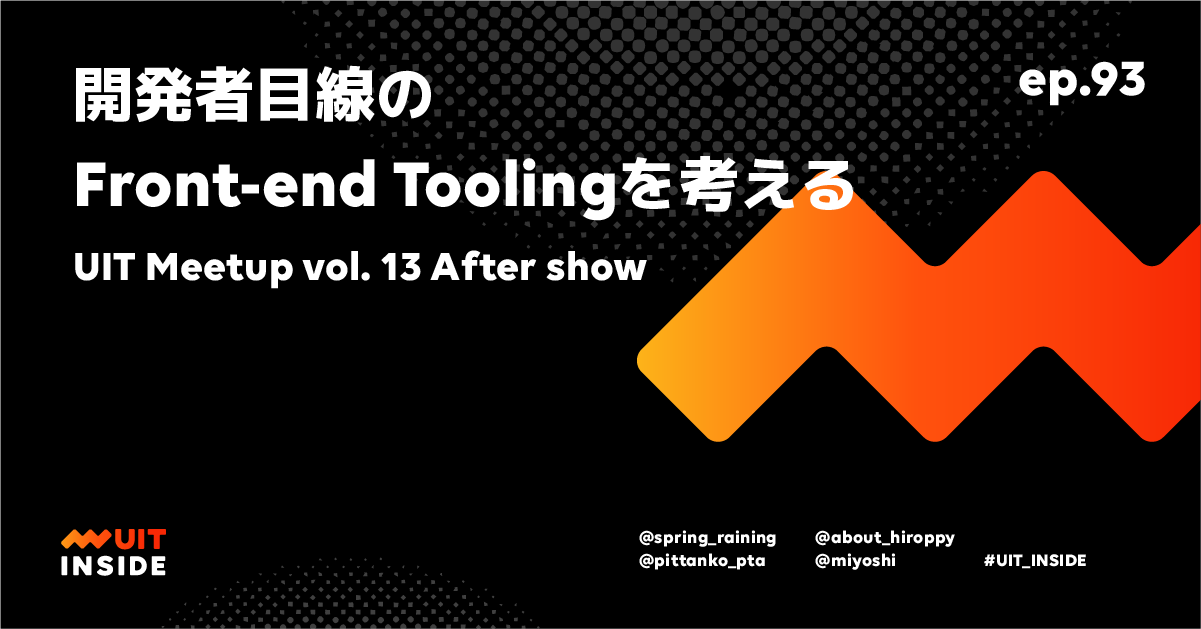 開発者目線の
ep.93
Front-end Toolingを考える
UIT Meetup vol. 13 After show
UIT
INSIDE
@spring_raining
@about_hiroppy
@pittanko_pta
@miyoshi
#UIT_INSIDE